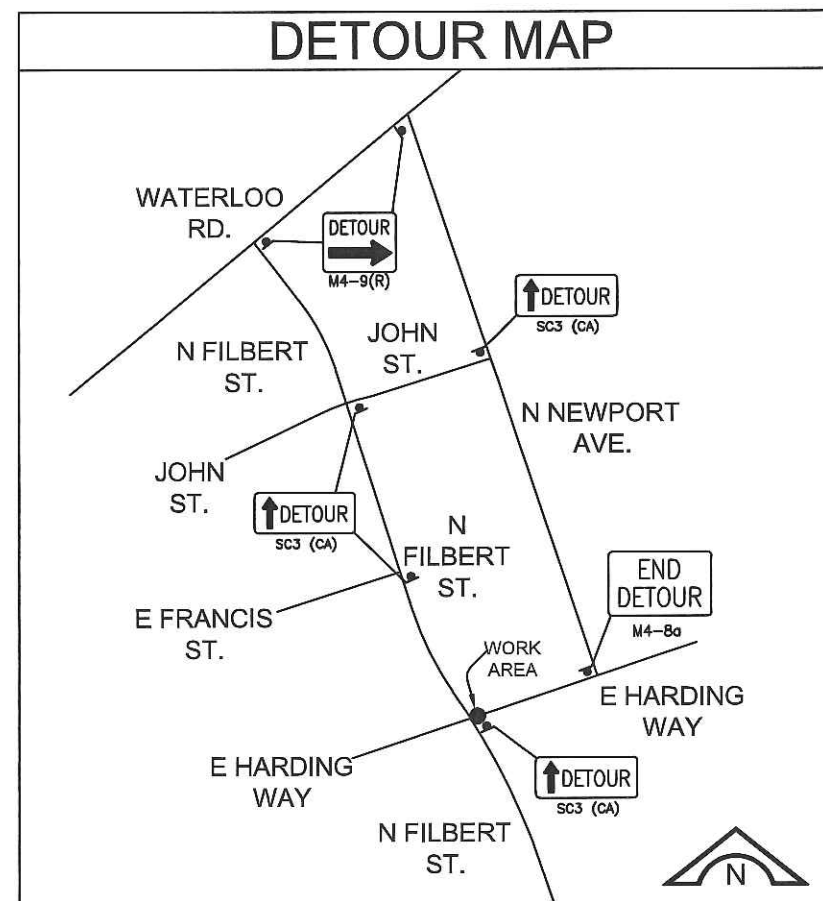 DETOUR MAP
WATERLOO
RD.
DETOUR
M4-9(R)
DETOUR
SC3 (CA)
N FILBERT
ST.
JOHN
ST.
N NEWPORT
AVE.
JOHN
ST.
DETOUR
SC3 (CA)
N
FILBERT
ST.
END
DETOUR
M4-8a
E FRANCIS
ST.
WORK
AREA
E HARDING
WAY
E HARDING
WAY
DETOUR
SC3 (CA)
N FILBERT
ST.
N